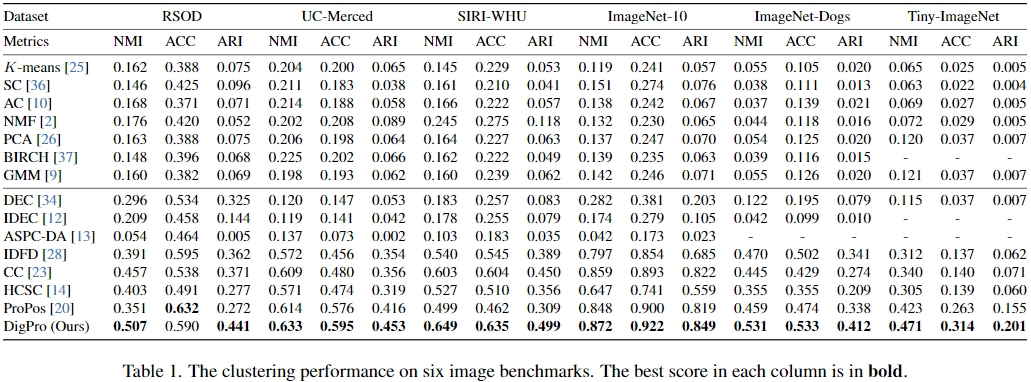 Dataset RSOD UC-Merced SIRI-WHU ImageNet-10 ImageNet-Dogs Tiny-ImageNet
Metrics NMI ACC ARI NMI ACC ARI NMI ACC ARI NMI ACC ARI NMI ACC ARI NMI ACC ARI
K-means [25] 0.162 0.388 0.075 0.204 0.200 0.065 0.145 0.229 0.053 0.119 0.241 0.057 0.055 0.105 0.020 0.065 0.025 0.005
SC [36] 0.146 0.425 0.096 0.211 0.183 0.038 0.161 0.210 0.041 0.151 0.274 0.076 0.038 0.111 0.013 0.063 0.022 0.004
AC [10] 0.168 0.371 0.071 0.214 0.188 0.058 0.166 0.222 0.057 0.138 0.242 0.067 0.037 0.139 0.021 0.069 0.027 0.005
NMF [2] 0.176 0.420 0.052 0.202 0.208 0.089 0.245 0.275 0.118 0.132 0.230 0.065 0.044 0.118 0.016 0.072 0.029 0.005
PCA [26] 0.163 0.388 0.075 0.206 0.198 0.064 0.164 0.227 0.063 0.137 0.247 0.070 0.054 0.125 0.020 0.120 0.037 0.007
BIRCH [37] 0.148 0.396 0.068 0.225 0.202 0.066 0.162 0.222 0.049 0.139 0.235 0.063 0.039 0.116 0.015 - - -
GMM [9] 0.160 0.382 0.069 0.198 0.193 0.062 0.160 0.239 0.062 0.142 0.246 0.071 0.055 0.126 0.020 0.121 0.037 0.007
DEC [34] 0.296 0.534 0.325 0.120 0.147 0.053 0.183 0.257 0.083 0.282 0.381 0.203 0.122 0.195 0.079 0.115 0.037 0.007
IDEC [12] 0.209 0.458 0.144 0.119 0.141 0.042 0.178 0.255 0.079 0.174 0.279 0.105 0.042 0.099 0.010 - - -
ASPC-DA [13] 0.054 0.464 0.005 0.137 0.073 0.002 0.103 0.183 0.035 0.042 0.173 0.023 - - - - - -
IDFD [28] 0.391 0.595 0.362 0.572 0.456 0.354 0.540 0.545 0.389 0.797 0.854 0.685 0.470 0.502 0.341 0.312 0.137 0.062
CC [23] 0.457 0.538 0.371 0.609 0.480 0.356 0.603 0.604 0.450 0.859 0.893 0.822 0.445 0.429 0.274 0.340 0.140 0.071
HCSC [14] 0.403 0.491 0.277 0.571 0.474 0.319 0.527 0.510 0.356 0.647 0.741 0.559 0.355 0.355 0.209 0.305 0.139 0.060
ProPos [20] 0.351 0.632 0.272 0.614 0.576 0.416 0.499 0.462 0.309 0.848 0.900 0.819 0.459 0.474 0.338 0.423 0.263 0.155
DigPro (Ours) 0.507 0.590 0.441 0.633 0.595 0.453 0.649 0.635 0.499 0.872 0.922 0.849 0.531 0.533 0.412 0.471 0.314 0.201
Table 1. The clustering performance on six image benchmarks. The best score in each column is in bold.